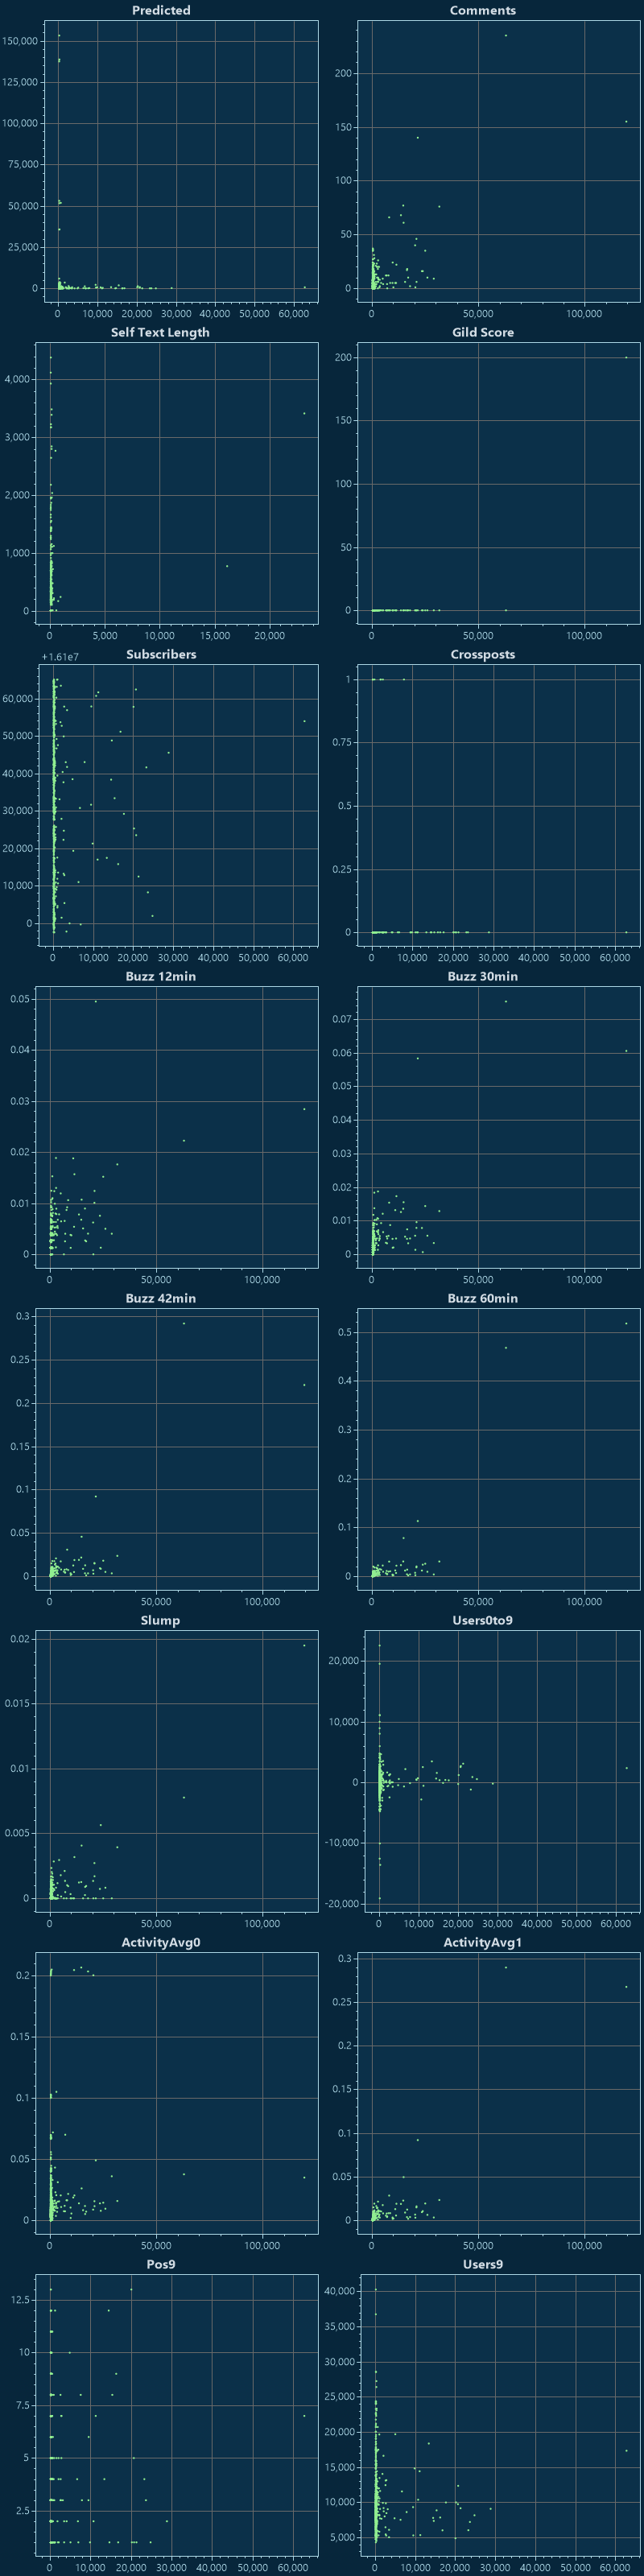 Predicted
150,000
125,000
100,000
75,000
50,000
25,000
0
0 10,000 20,000 30,000 40,000 50,000 60,000
Comments
200
150
100
50
0
0 50,000 100,000
Self Text Length
4,000
3,000
2,000
1,000
0
0 5,000 10,000 15,000 20,000
Gild Score
200
150
100
50
0
0 50,000 100,000
Subscribers
+1.61e7
60,000
50,000
40,000
30,000
20,000
10,000
0
0 10,000 20,000 30,000 40,000 50,000 60,000
Crossposts
1
0.75
0.5
0.25
0
0 10,000 20,000 30,000 40,000 50,000 60,000
Buzz 12min
0.05
0.04
0.03
0.02
0.01
0
0 50,000 100,000
Buzz 30min
0.07
0.06
0.05
0.04
0.03
0.02
0.01
0
0 50,000 100,000
Buzz 42min
0.3
0.25
0.2
0.15
0.1
0.05
0
0 50,000 100,000
Buzz 60min
0.5
0.4
0.3
0.2
0.1
0
0 50,000 100,000
Slump
0.02
0.015
0.01
0.005
0
0 50,000 100,000
Users0to9
20,000
10,000
0
-10,000
-20,000
0 10,000 20,000 30,000 40,000 50,000 60,000
ActivityAvg0
0.2
0.15
0.1
0.05
0
0 50,000 100,000
ActivityAvg1
0.3
0.25
0.2
0.15
0.1
0.05
0
0 50,000 100,000
Pos9
12.5
10
7.5
5
2.5
0 10,000 20,000 30,000 40,000 50,000 60,000
Users9
40,000
35,000
30,000
25,000
20,000
15,000
10,000
5,000
0 10,000 20,000 30,000 40,000 50,000 60,000